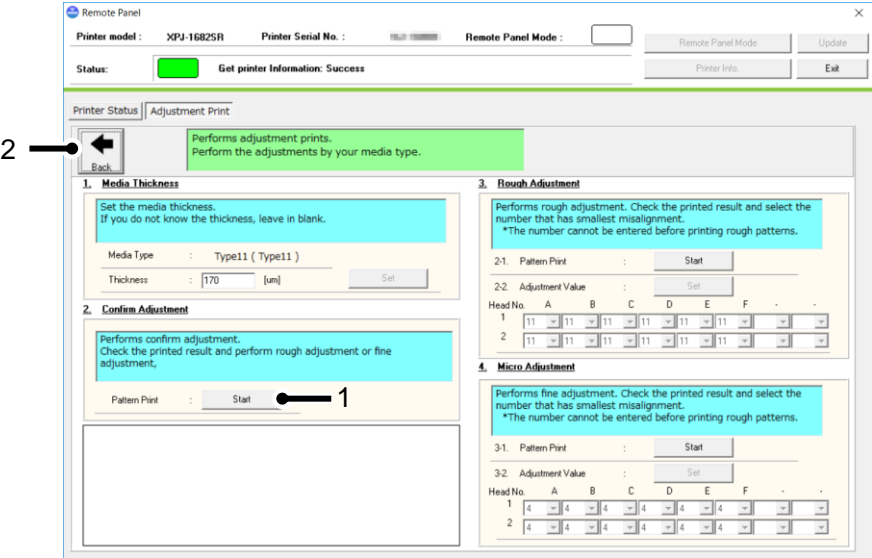 Remote Panel
Printer model : XPJ-1682SR Printer Serial No. : Remote Panel Mode :
Remote Panel Mode Update
Status: Get printer Information: Success
Printer Info. Exit
Printer Status Adjustment Print
2
Back
Performs adjustment prints.
Perform the adjustments by your media type.
1. Media Thickness
Set the media thickness.
If you do not know the thickness, leave in blank.
Media Type : Type11 ( Type11 )
Thickness : 170 [um] Set
2. Confirm Adjustment
Performs confirm adjustment.
Check the printed result and perform rough adjustment or fine
adjustment,
Pattern Print : Start
1
3. Rough Adjustment
Performs rough adjustment. Check the printed result and select the
number that has smallest misalignment.
*The number cannot be entered before printing rough patterns.
2-1. Pattern Print : Start
2-2. Adjustment Value : Set
Head No. A B C D E F - -
1 11 11 11 11 11 11
2 11 11 11 11 11 11
4. Micro Adjustment
Performs fine adjustment. Check the printed result and select the
number that has smallest misalignment.
*The number cannot be entered before printing rough patterns.
3-1. Pattern Print : Start
3-2. Adjustment Value : Set
Head No. A B C D E F - -
1 4 4 4 4 4 4
2 4 4 4 4 4 4